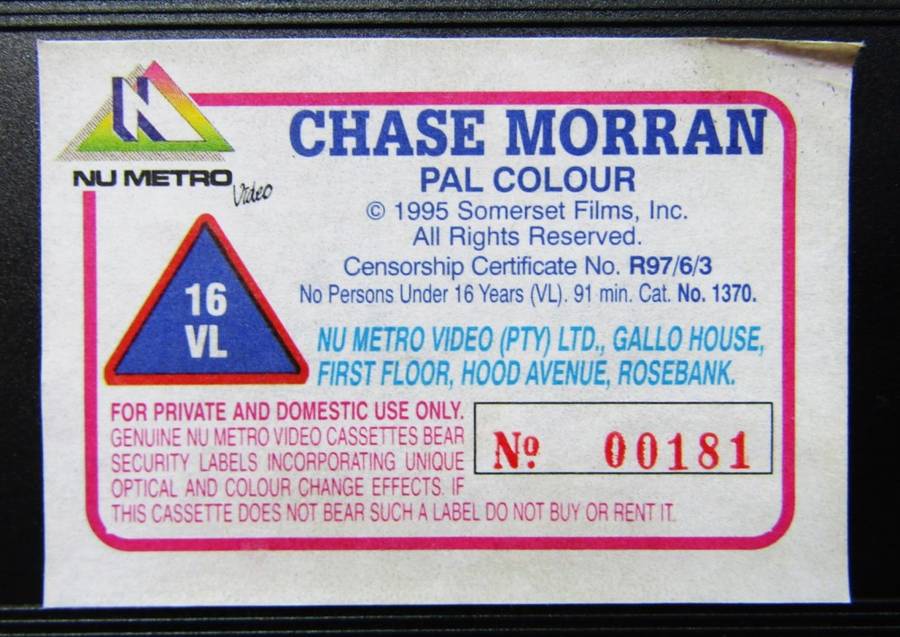 N
NU METRO
Video
CHASE MORRAN
PAL COLOUR
© 1995 Somerset Films, Inc.
All Rights Reserved.
Censorship Certificate No. R97/6/3
No Persons Under 16 Years (VL). 91 min. Cat. No. 1370.
16
VL
NU METRO VIDEO (PTY) LTD., GALLO HOUSE,
FIRST FLOOR, HOOD AVENUE, ROSEBANK.
FOR PRIVATE AND DOMESTIC USE ONLY.
GENUINE NU METRO VIDEO CASSETTES BEAR
SECURITY LABELS INCORPORATING UNIQUE
OPTICAL AND COLOUR CHANGE EFFECTS. IF
THIS CASSETTE DOES NOT BEAR SUCH A LABEL DO NOT BUY OR RENT IT.
Nº 00181